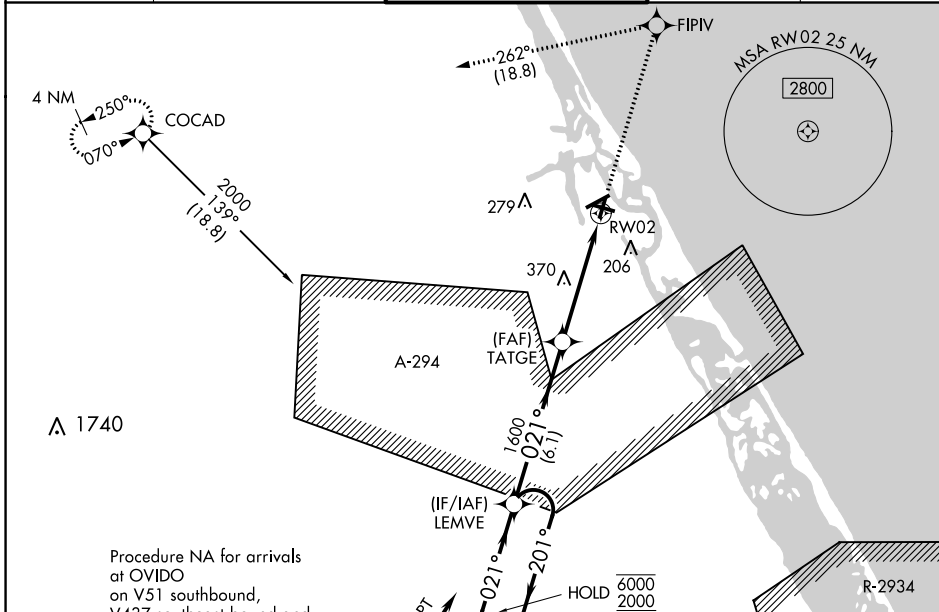 FIPIV
262°
(18.8)
MSA RW02 25 NM
2800
4 NM
250°
070°
COCAD
2000
139°
(18.8)
279
RW02
206
370
(FAF)
TATGE
A-294
1740
1600
021°
(6.1)
(IF/IAF)
LEMVE
021°
201°
HOLD
6000
2000
R-2934
Procedure NA for arrivals
at OVIDO
on V51 southbound,